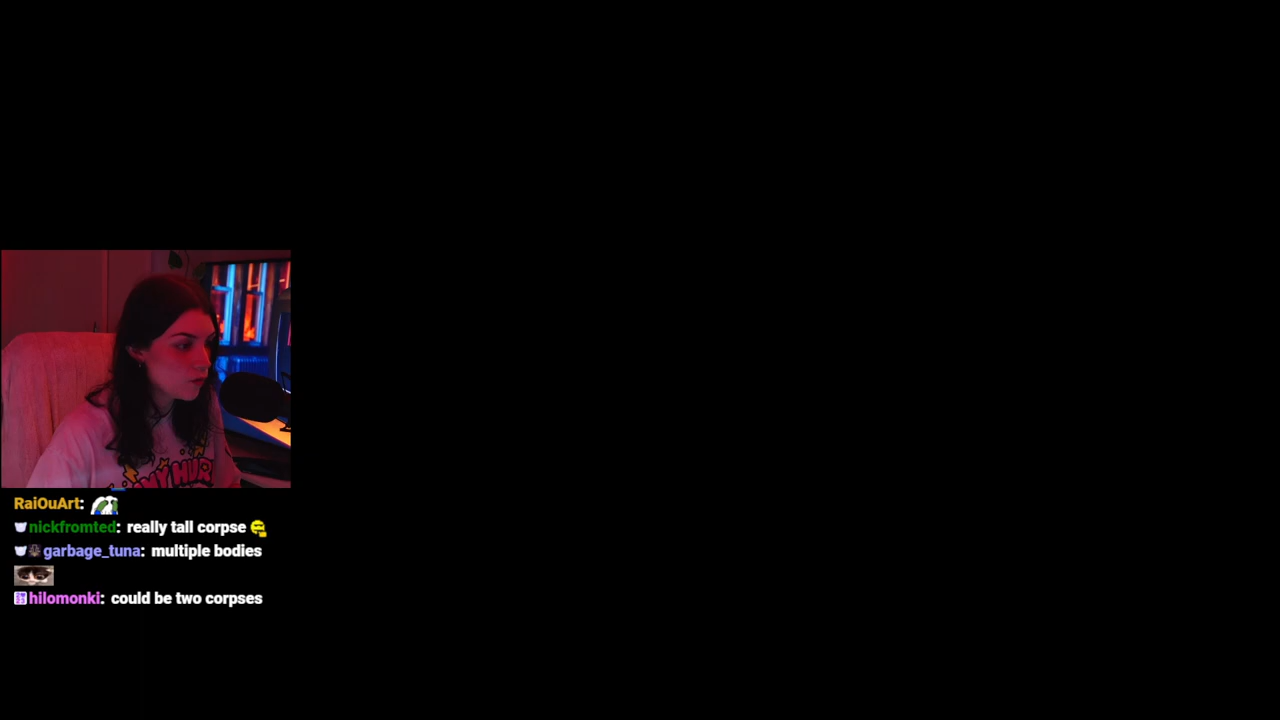 RaiOuArt:
nickfromted: really tall corpse
garbage_tuna: multiple bodies
hilomonki: could be two corpses